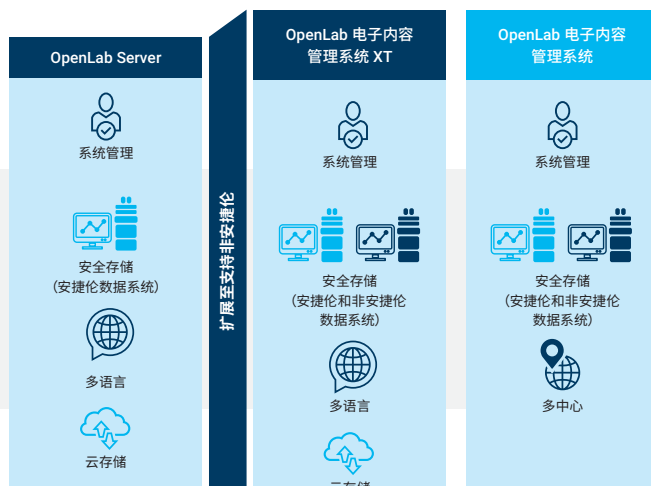 OpenLab Server
系统管理
安全存储
(安捷伦数据系统)
多语言
云存储
扩展至支持非安捷伦
OpenLab 电子内容
管理系统 XT
系统管理
安全存储
(安捷伦和非安捷伦
数据系统)
多语言
云存储
OpenLab 电子内容
管理系统
系统管理
安全存储
(安捷伦和非安捷伦
数据系统)
多中心